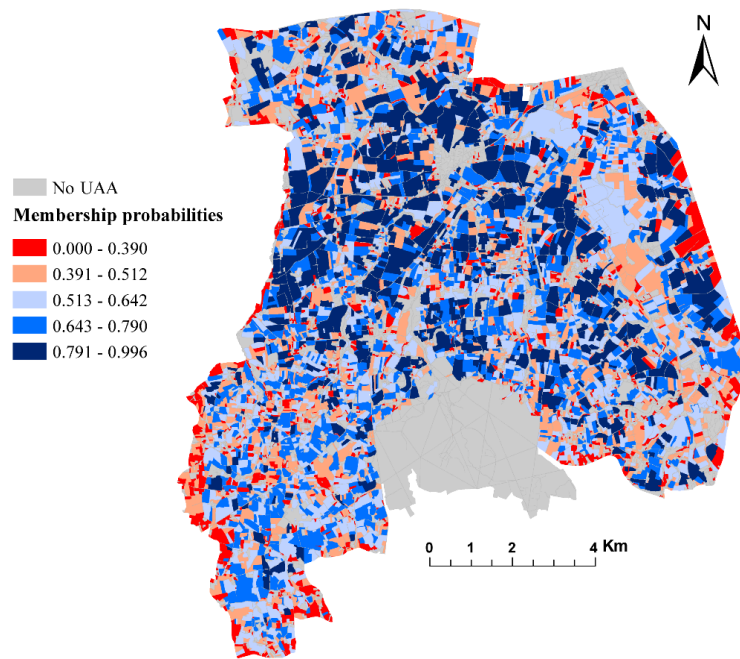 N
No UAA
Membership probabilities
0.000 - 0.390
0.391 - 0.512
0.513 - 0.642
0.643 - 0.790
0.791 - 0.996
0 1 2 4 Km